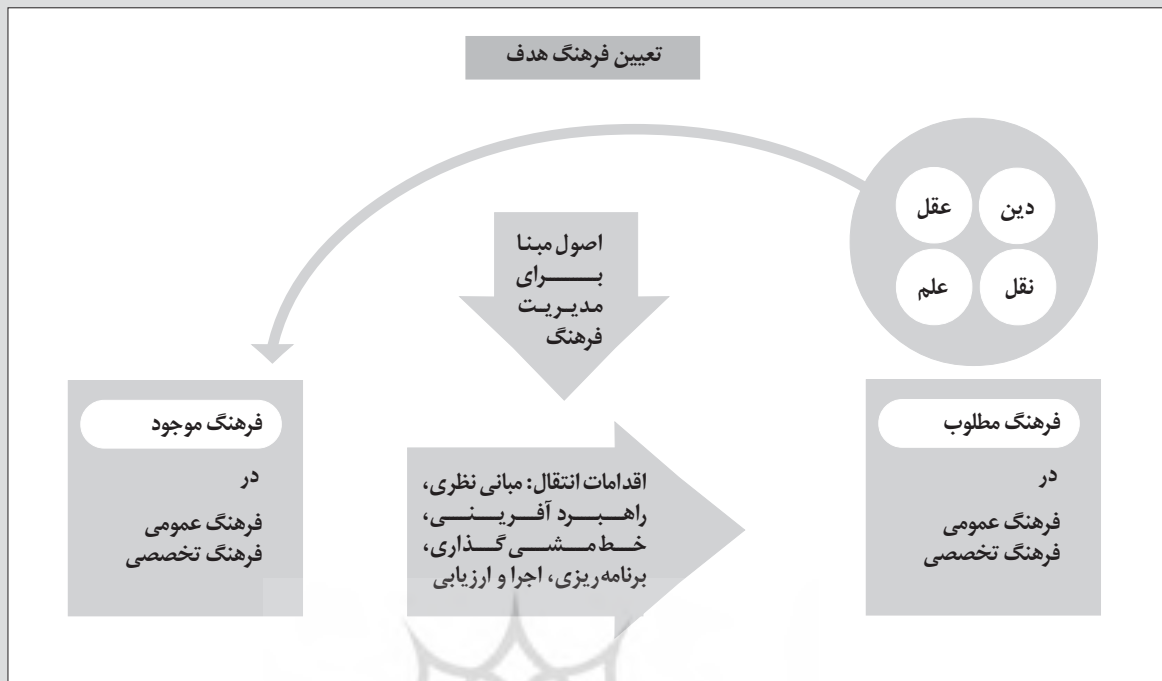 تعیین فرهنگ هدف
دین
عقل
نقل
علم
اصول مبنا
برای
مدیریت
فرهنگ
فرهنگ مطلوب
در
فرهنگ عمومی
فرهنگ تخصصی
اقدامات انتقال: مبانی نظری،
راهبرد آفرینی،
خط‌مشی‌گذاری،
برنامه‌ریزی، اجرا و ارزیابی
فرهنگ موجود
در
فرهنگ عمومی
فرهنگ تخصصی